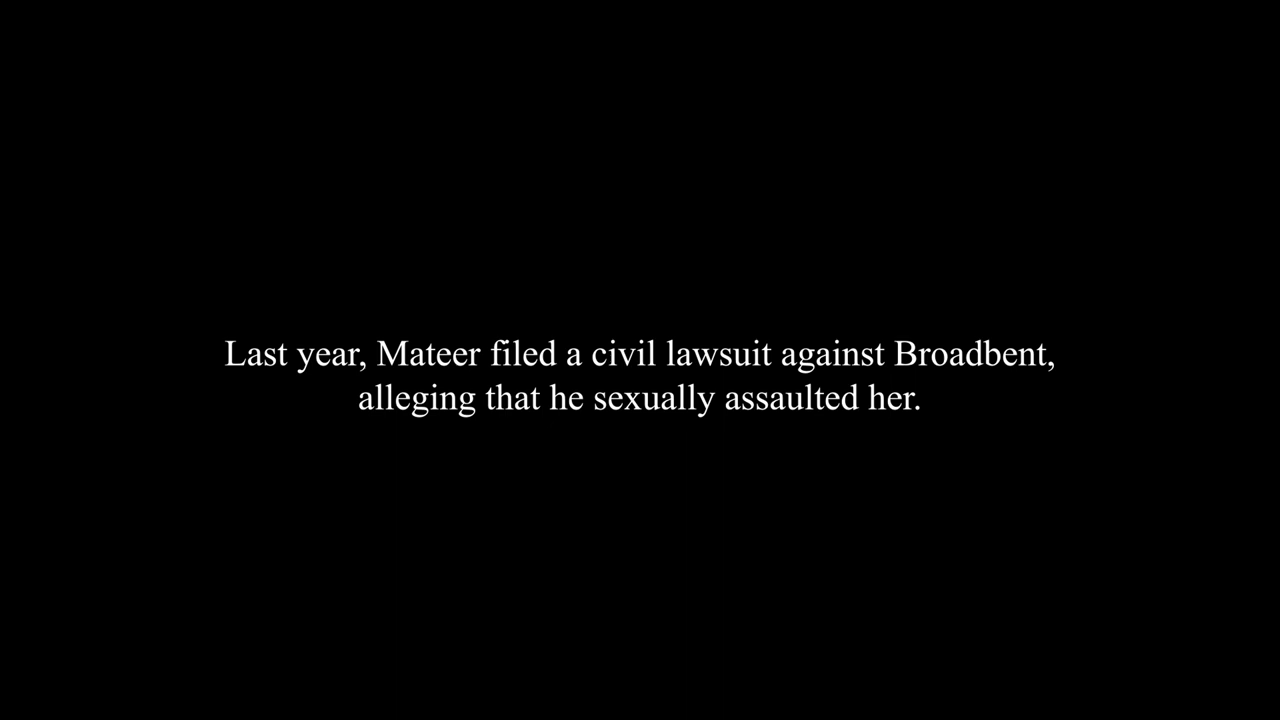 Last year, Mateer filed a civil lawsuit against Broadbent,
alleging that he sexually assaulted her.